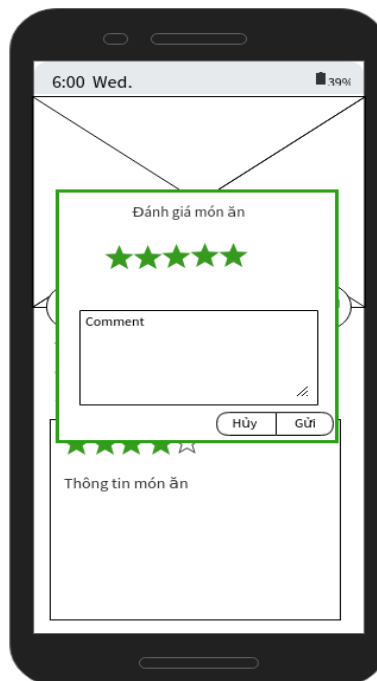 6:00 Wed.
39%
Đánh giá món ăn
Comment
Hủy
Gửi
Thông tin món ăn